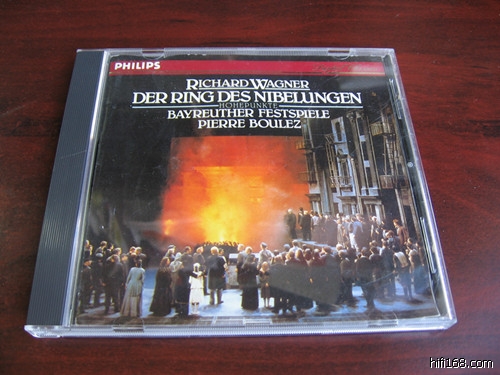 PHILIPS
RICHARD WAGNER
DER RING DES NIBELUNGEN
HÖHEPUNKTE
BAYREUTHER FESTSPIELE
PIERRE BOULEZ
hifi168.com